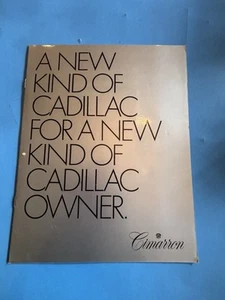 A NEW
KIND OF
CADILLAC
FOR A NEW
KIND OF
CADILLAC
OWNER.
Cimarron